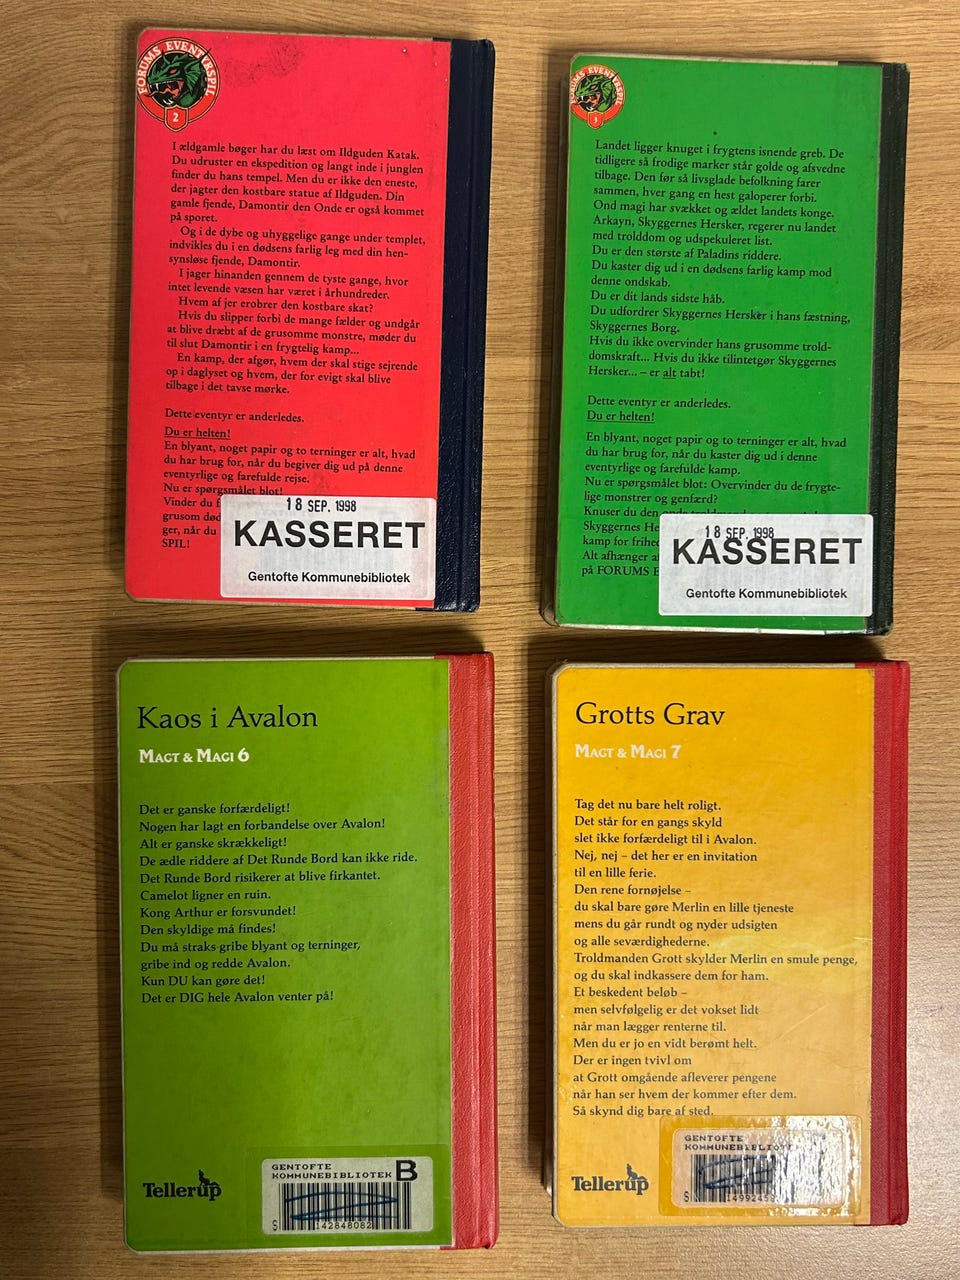 FORUMS EVENTYRSPIL
2
I ældgamle bøger har du læst om Ildguden Katak.
Du udruster en ekspedition og langt inde i junglen
finder du hans tempel. Men du er ikke den eneste,
der jagter den kostbare statue af Ildguden. Din
gamle fjende, Damontir den Onde er også kommet
på sporet.
Og i de dybe og uhyggelige gange under templet,
indvikles du i en dødsens farlig leg med din hen-
synsløse fjende, Damontir.
I jager hinanden gennem de tyste gange, hvor
intet levende væsen har været i århundreder.
Hvem af jer erobrer den kostbare skat?
Hvis du slipper forbi de mange fælder og undgår
at blive dræbt af de grusomme monstre, møder du
til slut Damontir i en frygtelig kamp...
En kamp, der afgør, hvem der skal stige sejrende
op i daglyset og hvem, der for evigt skal blive
tilbage i det tavse mørke.
Dette eventyr er anderledes.
Du er helten!
En blyant, noget papir og to terninger er alt, hvad
du har brug for, når du begiver dig ud på denne
eventyrlige og farefulde rejse.
Nu er spørgsmålet blot!
Vinder du
grusom
ger, når du
SPIL!
18 SEP. 1998
KASSERET
Gentofte Kommunebibliotek
FORUMS EVENTYRSPIL
3
Landet ligger knuget i frygtens isnende greb. De
tidligere så frodige marker står golde og afsvedne
tilbage. Den før så livsglade befolkning farer
sammen, hver gang en hest galoperer forbi.
Ond magi har svækket og ældet landets konge.
Arkayn, Skyggernes Hersker, regerer nu landet
med trolddom og udspekuleret list.
Du er den største af Paladins riddere.
Du kaster dig ud i en dødsens farlig kamp mod
denne ondskab.
Du er dit lands sidste håb.
Du udfordrer Skyggernes Hersker i hans fæstning,
Skyggernes Borg.
Hvis du ikke overvinder hans grusomme trold-
domskraft... Hvis du ikke tilintetgør Skyggernes
Hersker... – er alt tabt!
Dette eventyr er anderledes.
Du er helten!
En blyant, noget papir og to terninger er alt, hvad
du har brug for, når du kaster dig ud i denne
eventyrlige og farefulde kamp.
Nu er spørgsmålet blot: Overvinder du de frygte-
lige monstrer og genfærd?
Knuser du den
Skyggernes
kamp for
Alt afhænger
på FORUMS
18 SEP. 1998
KASSERET
Gentofte Kommunebibliotek
Kaos i Avalon
MAGT & MAGI 6
Det er ganske forfærdeligt!
Nogen har lagt en forbandelse over Avalon!
Alt er ganske skrækkeligt!
De ædle riddere af Det Runde Bord kan ikke ride.
Det Runde Bord risikerer at blive firkantet.
Camelot ligner en ruin.
Kong Arthur er forsvundet!
Den skyldige må findes!
Du må straks gribe blyant og terninger,
gribe ind og redde Avalon.
Kun DU kan gøre det!
Det er DIG hele Avalon venter på!
Tellerup
GENTOFTE
KOMMUNEBIBLIOTEK B
S 142848082
Grotts Grav
MAGT & MAGI 7
Tag det nu bare helt roligt.
Det står for en gangs skyld
slet ikke forfærdeligt til i Avalon.
Nej, nej – det her er en invitation
til en lille ferie.
Den rene fornøjelse –
du skal bare gøre Merlin en lille tjeneste
mens du går rundt og nyder udsigten
og alle seværdighederne.
Troldmanden Grott skylder Merlin en smule penge,
og du skal indkassere dem for ham.
Et beskedent beløb –
men selvfølgelig er det vokset lidt
når man lægger renterne til.
Men du er jo en vidt berømt helt.
Der er ingen tvivl om
at Grott omgående afleverer pengene
når han ser hvem der kommer efter dem.
Så skynd dig bare af sted.
Tellerup
GENTOFTE
KOMMUNEBIBLIOTEK
S